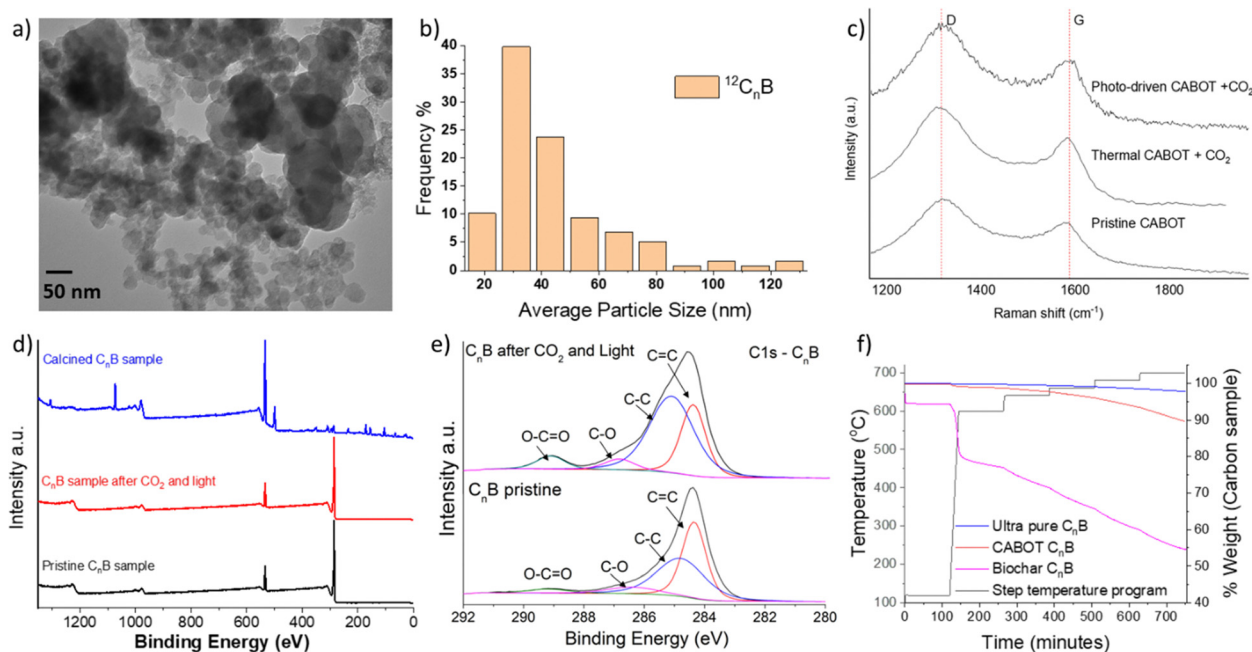 a)
50 nm
b)
¹²CₙB
Frequency %
40
35
30
25
20
15
10
5
0
20 40 60 80 100 120
Average Particle Size (nm)
c)
D G
Photo-driven CABOT +CO₂
Thermal CABOT + CO₂
Pristine CABOT
Intensity (a.u.)
1200 1400 1600 1800
Raman shift (cm⁻¹)
d)
Calcined CₙB sample
CₙB sample after CO₂ and light
Pristine CₙB sample
Intensity a.u.
1200 1000 800 600 400 200 0
Binding Energy (eV)
e)
CₙB after CO₂ and Light C1s - CₙB
C=C
C-C
C-O
O-C=O
CₙB pristine
C=C
C-C
C-O
O-C=O
Intensity (eV)
292 290 288 286 284 282 280
Binding Energy (eV)
f)
Temperature (°C)
700
600
500
400
300
200
100
Ultra pure CₙB
CABOT CₙB
Biochar CₙB
Step temperature program
100
90
80
70
60
50
40
% Weight (Carbon sample)
0 100 200 300 400 500 600 700
Time (minutes)